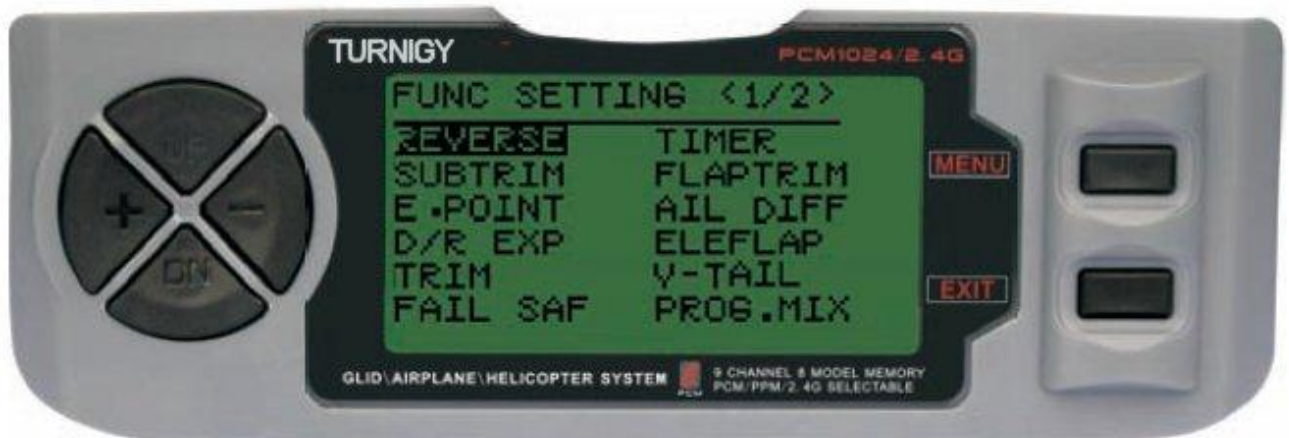 TURNIGY
PCM1024/2.4G
FUNC SETTING <1/2>
REVERSE TIMER
SUBTRIM FLAPTRIM
E.POINT AIL DIFF
D/R EXP ELEFLAP
TRIM V-TAIL
FAIL SAF PROG.MIX
MENU
EXIT
UP
+ -
DN
GLID\AIRPLANE\HELICOPTER SYSTEM
PCM
9 CHANNEL 8 MODEL MEMORY
PCM/PPM/2.4G SELECTABLE